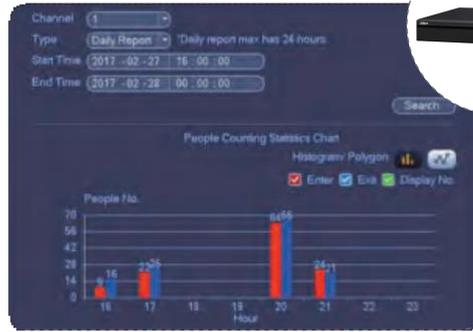 Channel 1
Type Daily Report *Daily report max has 24 hours
Start Time 2017 -02 -27 16 : 00 : 00
End Time 2017 -02 -28 00 : 00 : 00
Search
People Counting Statistics Chart
Histogram/ Polygon
Enter Exit Display No.
People No.
70
56
42
28
14
0
9 16 22 25 64 66 24 21
16 17 18 19 20 21 22 23
Hour